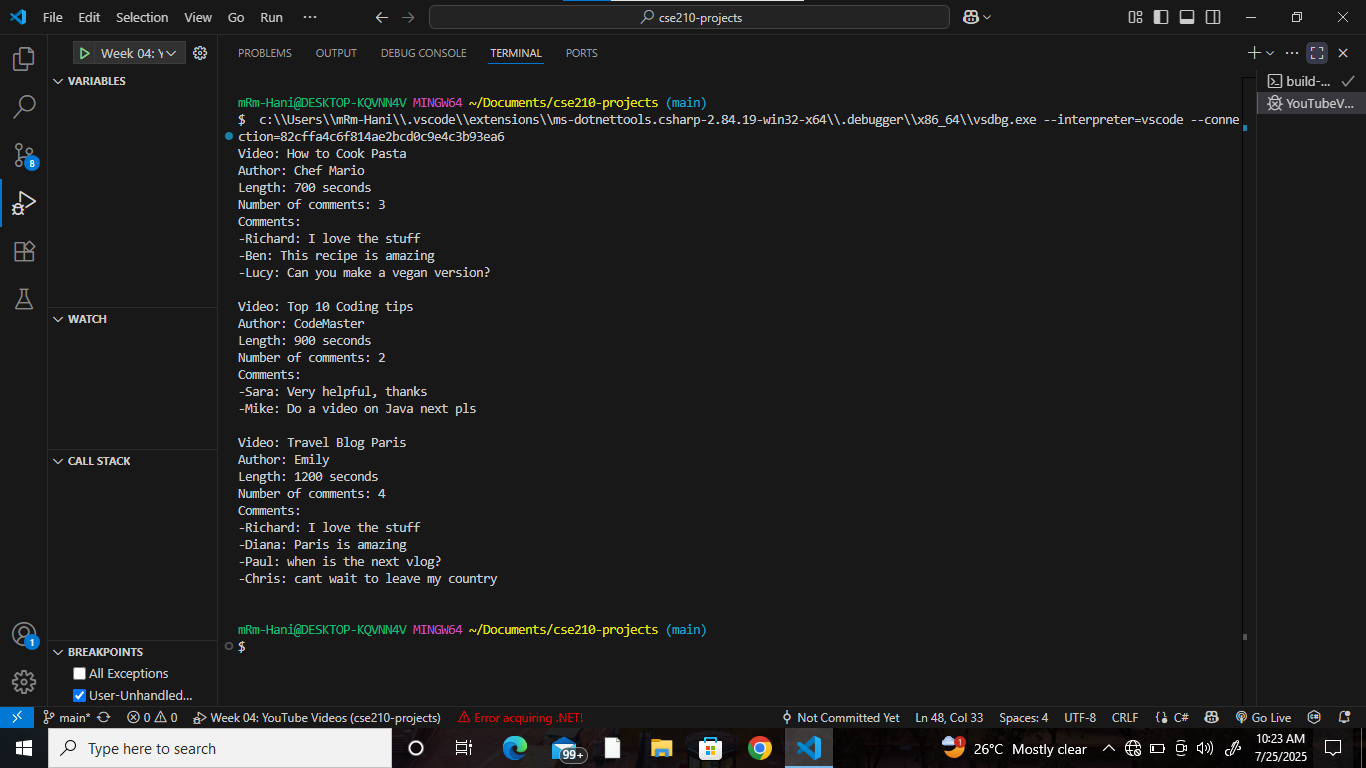 File Edit Selection View Go Run ··· cse210-projects
Week 04: Y
PROBLEMS OUTPUT DEBUG CONSOLE TERMINAL PORTS
VARIABLES
WATCH
CALL STACK
BREAKPOINTS
All Exceptions
User-Unhandled...
8
1
mRm-Hani@DESKTOP-KQVNN4V MINGW64 ~/Documents/cse210-projects (main)
$ c:\\Users\\mRm-Hani\\.vscode\\extensions\\ms-dotnettools.csharp-2.84.19-win32-x64\\.debugger\\x86_64\\vsdbg.exe --interpreter=vscode --conne
ction=82cffa4c6f814ae2bcd0c9e4c3b93ea6
Video: How to Cook Pasta
Author: Chef Mario
Length: 700 seconds
Number of comments: 3
Comments:
-Richard: I love the stuff
-Ben: This recipe is amazing
-Lucy: Can you make a vegan version?
Video: Top 10 Coding tips
Author: CodeMaster
Length: 900 seconds
Number of comments: 2
Comments:
-Sara: Very helpful, thanks
-Mike: Do a video on Java next pls
Video: Travel Blog Paris
Author: Emily
Length: 1200 seconds
Number of comments: 4
Comments:
-Richard: I love the stuff
-Diana: Paris is amazing
-Paul: when is the next vlog?
-Chris: cant wait to leave my country
mRm-Hani@DESKTOP-KQVNN4V MINGW64 ~/Documents/cse210-projects (main)
$
build-...
YouTubeV...
main* 0 0 Week 04: YouTube Videos (cse210-projects) Error acquiring .NET! Not Committed Yet Ln 48, Col 33 Spaces: 4 UTF-8 CRLF {} C# Go Live
Type here to search 99+ 1 26°C Mostly clear 10:23 AM
7/25/2025